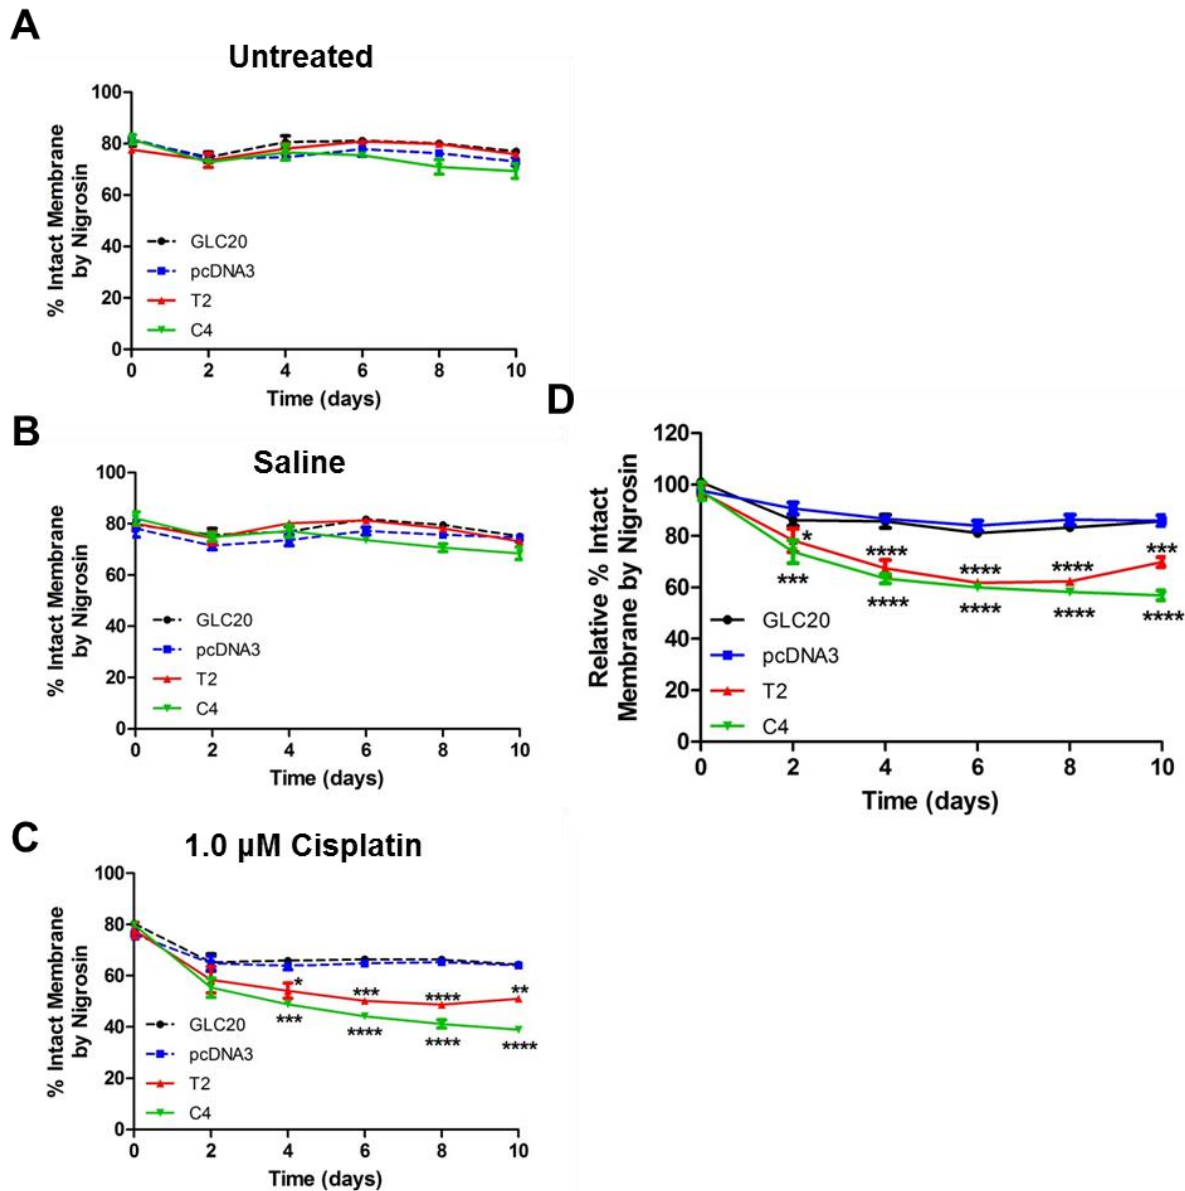 A
Untreated
% Intact Membrane
by Nigrosin
100
80
60
40
20
0
GLC20
pcDNA3
T2
C4
0 2 4 6 8 10
Time (days)
B
Saline
% Intact Membrane
by Nigrosin
100
80
60
40
20
0
GLC20
pcDNA3
T2
C4
0 2 4 6 8 10
Time (days)
C
1.0 µM Cisplatin
% Intact Membrane
by Nigrosin
100
80
60
40
20
0
* *** **** **
*** **** **** ****
GLC20
pcDNA3
T2
C4
0 2 4 6 8 10
Time (days)
D
Relative % Intact
Membrane by Nigrosin
120
100
80
60
40
20
0
* **** **** **** ***
*** **** **** **** ****
GLC20
pcDNA3
T2
C4
0 2 4 6 8 10
Time (days)